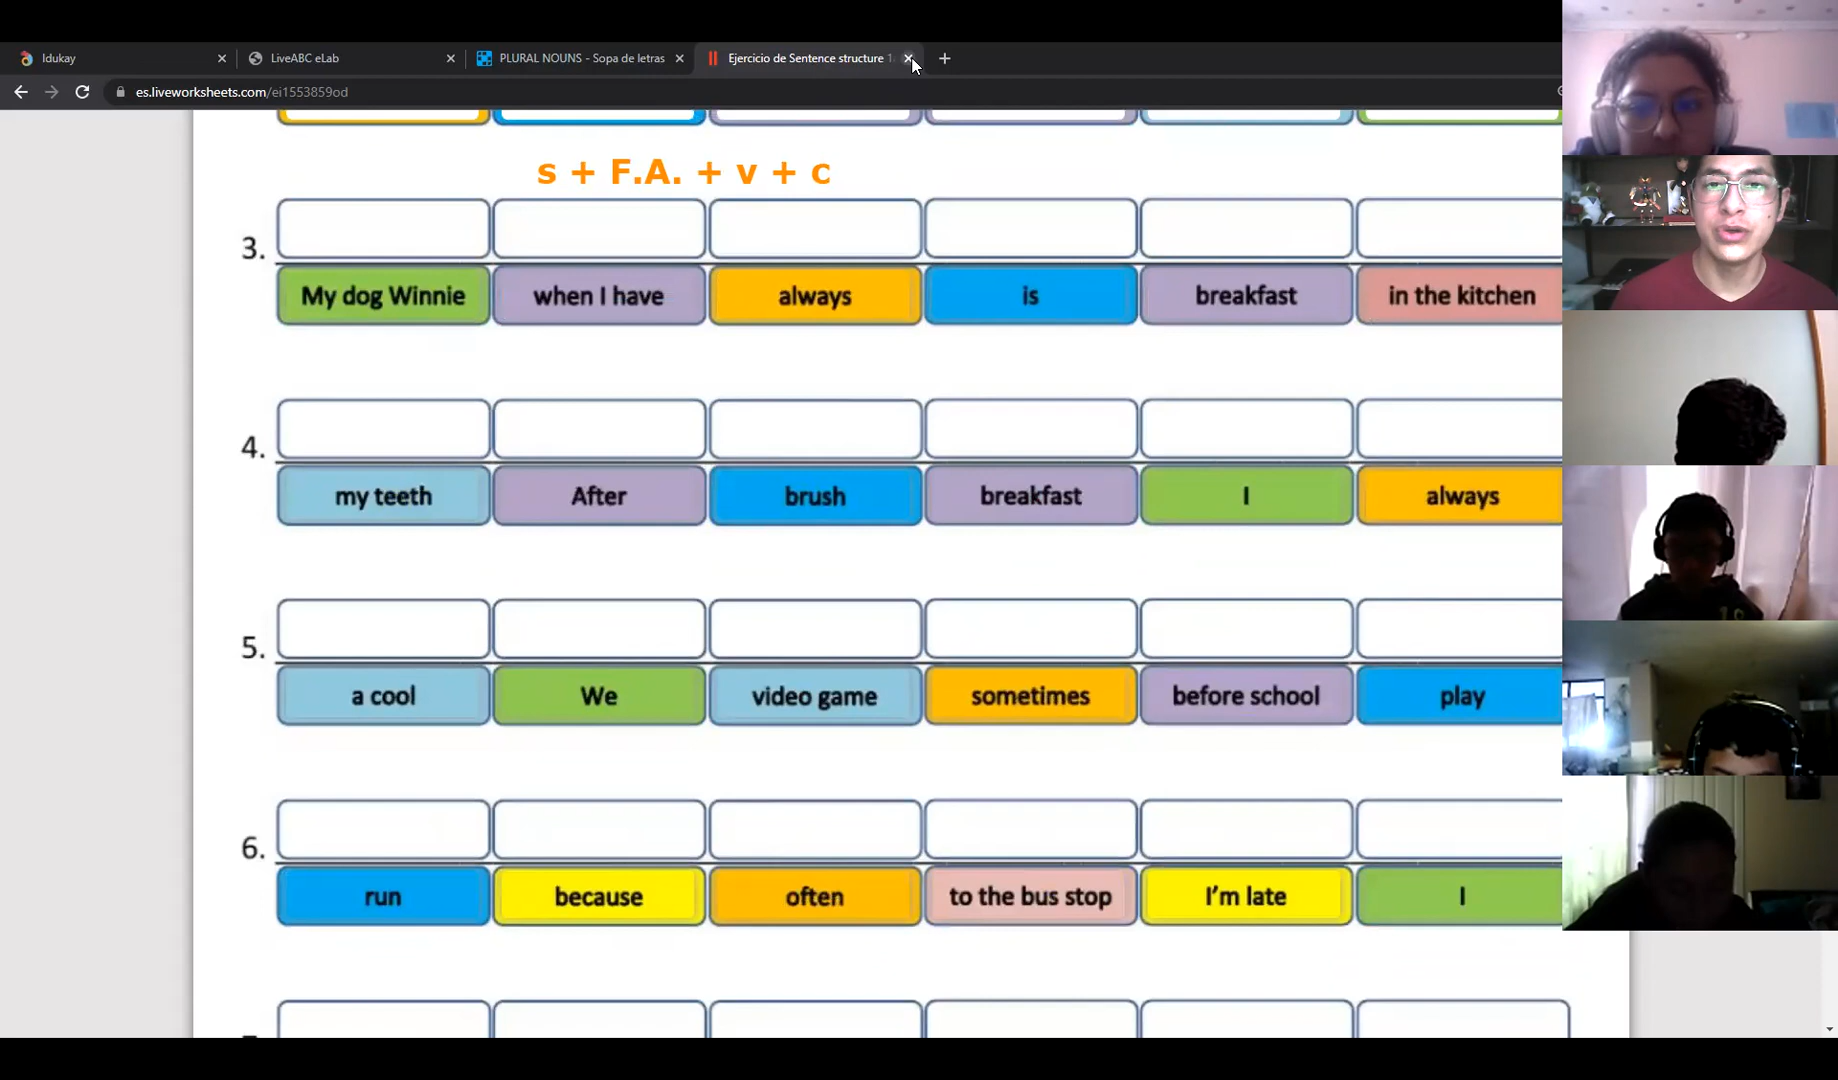 Idukay
LiveABC eLab
PLURAL NOUNS - Sopa de letras
Ejercicio de Sentence structure 1
es.liveworksheets.com/ei1553859od
s + F.A. + v + c
3.
My dog Winnie when I have always is breakfast in the kitchen
4.
my teeth After brush breakfast I always
5.
a cool We video game sometimes before school play
6.
run because often to the bus stop I'm late I